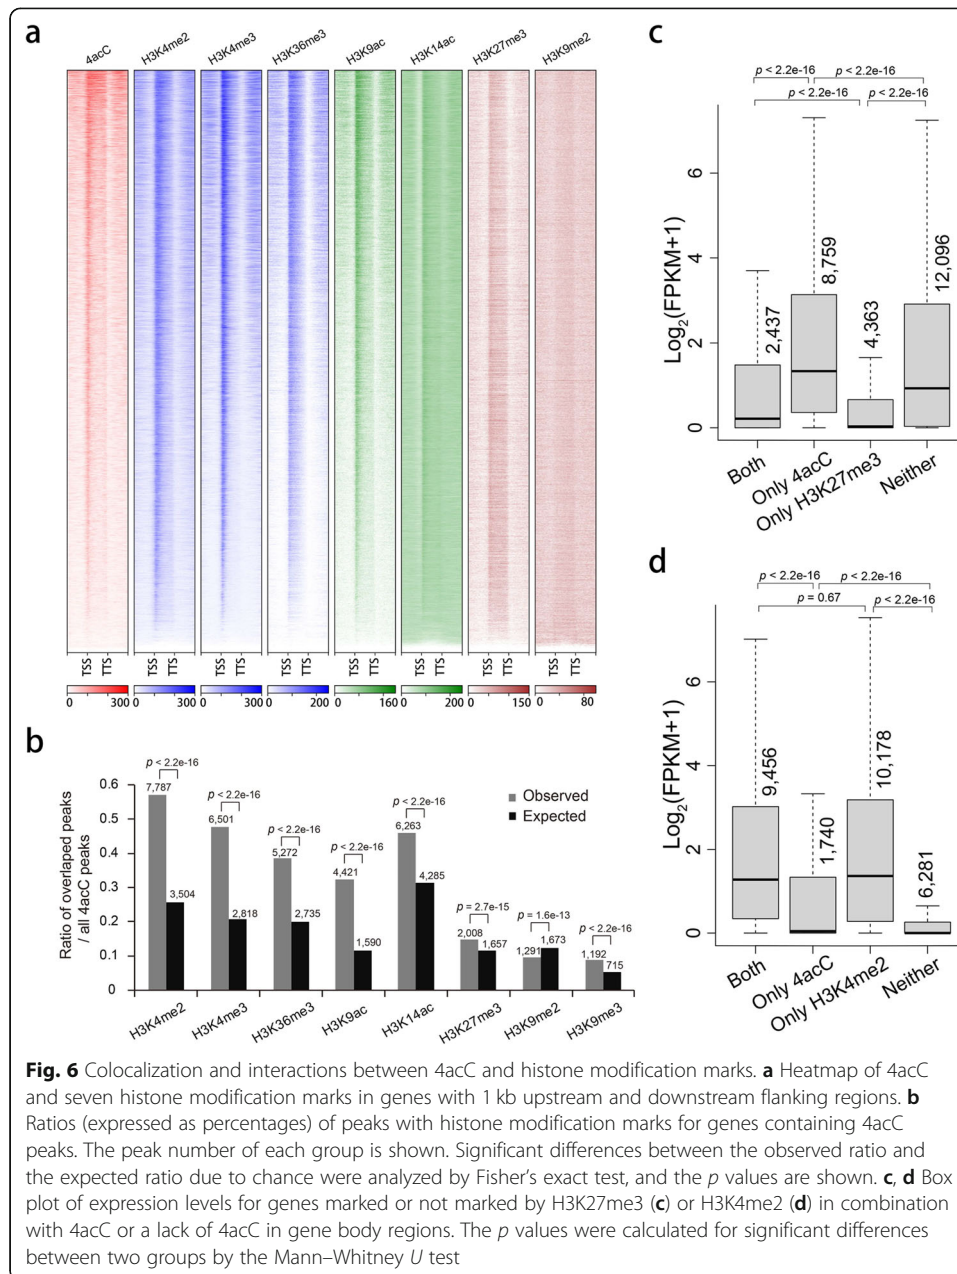 a
4acC
H3K4me2
H3K4me3
H3K36me3
H3K9ac
H3K14ac
H3K27me3
H3K9me2
TSS TTS TSS TTS TSS TTS TSS TTS TSS TTS TSS TTS TSS TTS TSS TTS
0 300 0 300 0 300 0 200 0 160 0 200 0 150 0 80
b
Ratio of overlaped peaks
/ all 4acC peaks
0.6
0.5
0.4
0.3
0.2
0.1
0
Observed
Expected
p < 2.2e-16
7,787
3,504
p < 2.2e-16
6,501
2,818
p < 2.2e-16
5,272
2,735
p < 2.2e-16
4,421
1,590
p < 2.2e-16
6,263
4,285
p = 2.7e-15
2,008
1,657
p = 1.6e-13
1,291
1,673
p < 2.2e-16
1,192
715
H3K4me2
H3K4me3
H3K36me3
H3K9ac
H3K14ac
H3K27me3
H3K9me2
H3K9me3
c
p < 2.2e-16
p < 2.2e-16
p < 2.2e-16
p < 2.2e-16
Log2(FPKM+1)
6
4
2
0
2,437
8,759
4,363
12,096
Both
Only 4acC
Only H3K27me3
Neither
d
p < 2.2e-16
p < 2.2e-16
p = 0.67
p < 2.2e-16
Log2(FPKM+1)
6
4
2
0
9,456
1,740
10,178
6,281
Both
Only 4acC
Only H3K4me2
Neither
Fig. 6 Colocalization and interactions between 4acC and histone modification marks. a Heatmap of 4acC
and seven histone modification marks in genes with 1 kb upstream and downstream flanking regions. b
Ratios (expressed as percentages) of peaks with histone modification marks for genes containing 4acC
peaks. The peak number of each group is shown. Significant differences between the observed ratio and
the expected ratio due to chance were analyzed by Fisher's exact test, and the p values are shown. c, d Box
plot of expression levels for genes marked or not marked by H3K27me3 (c) or H3K4me2 (d) in combination
with 4acC or a lack of 4acC in gene body regions. The p values were calculated for significant differences
between two groups by the Mann–Whitney U test